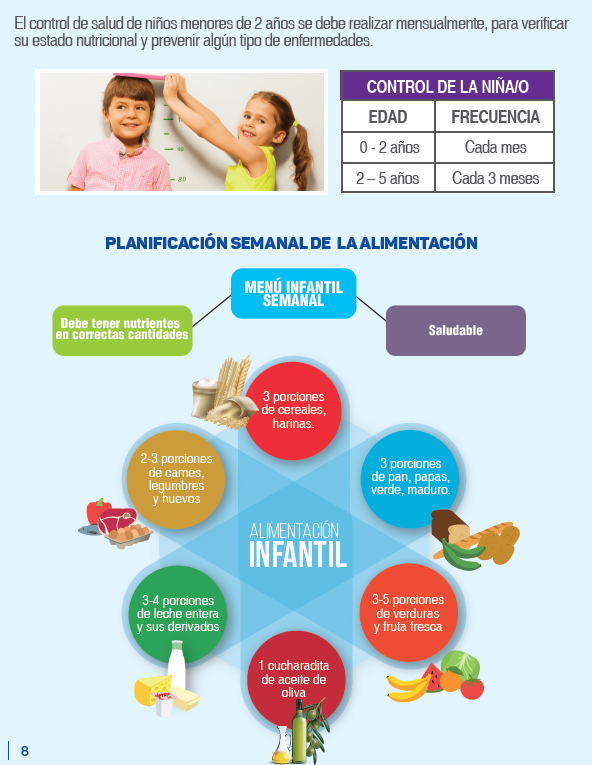 El control de salud de niños menores de 2 años se debe realizar mensualmente, para verificar
su estado nutricional y prevenir algún tipo de enfermedades.
CONTROL DE LA NIÑA/O
EDAD FRECUENCIA
0 - 2 años Cada mes
2 – 5 años Cada 3 meses
40
80
PLANIFICACIÓN SEMANAL DE LA ALIMENTACIÓN
MENÚ INFANTIL
SEMANAL
Debe tener nutrientes
en correctas cantidades
Saludable
3 porciones
de cereales,
harinas.
2-3 porciones
de carnes,
legumbres
y huevos
3 porciones
de pan, papas,
verde, maduro.
ALIMENTACIÓN
INFANTIL
3-4 porciones
de leche entera
y sus derivados
3-5 porciones
de verduras
y fruta fresca
1 cucharadita
de aceite de
oliva
8